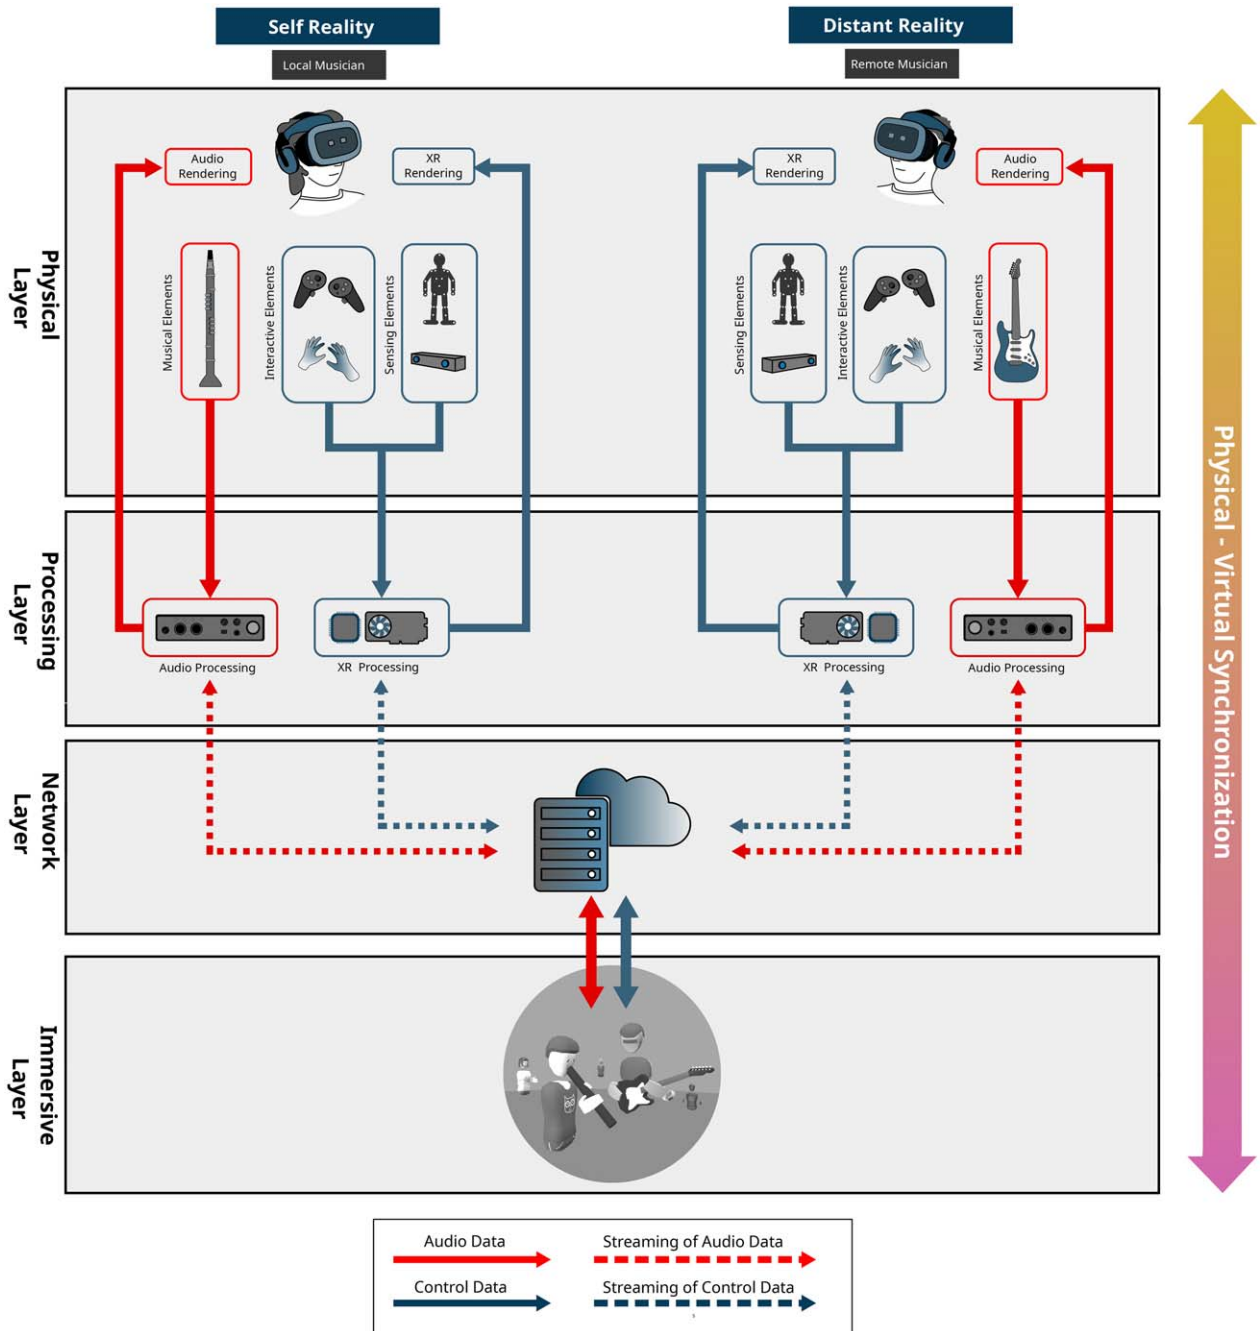 Self Reality
Distant Reality
Local Musician
Remote Musician
Physical
Layer
Audio
Rendering
XR
Rendering
XR
Rendering
Audio
Rendering
Musical Elements
Interactive Elements
Sensing Elements
Sensing Elements
Interactive Elements
Musical Elements
Processing
Layer
Audio Processing
XR Processing
XR Processing
Audio Processing
Network
Layer
Immersive
Layer
Physical - Virtual Synchronization
Audio Data
Streaming of Audio Data
Control Data
Streaming of Control Data